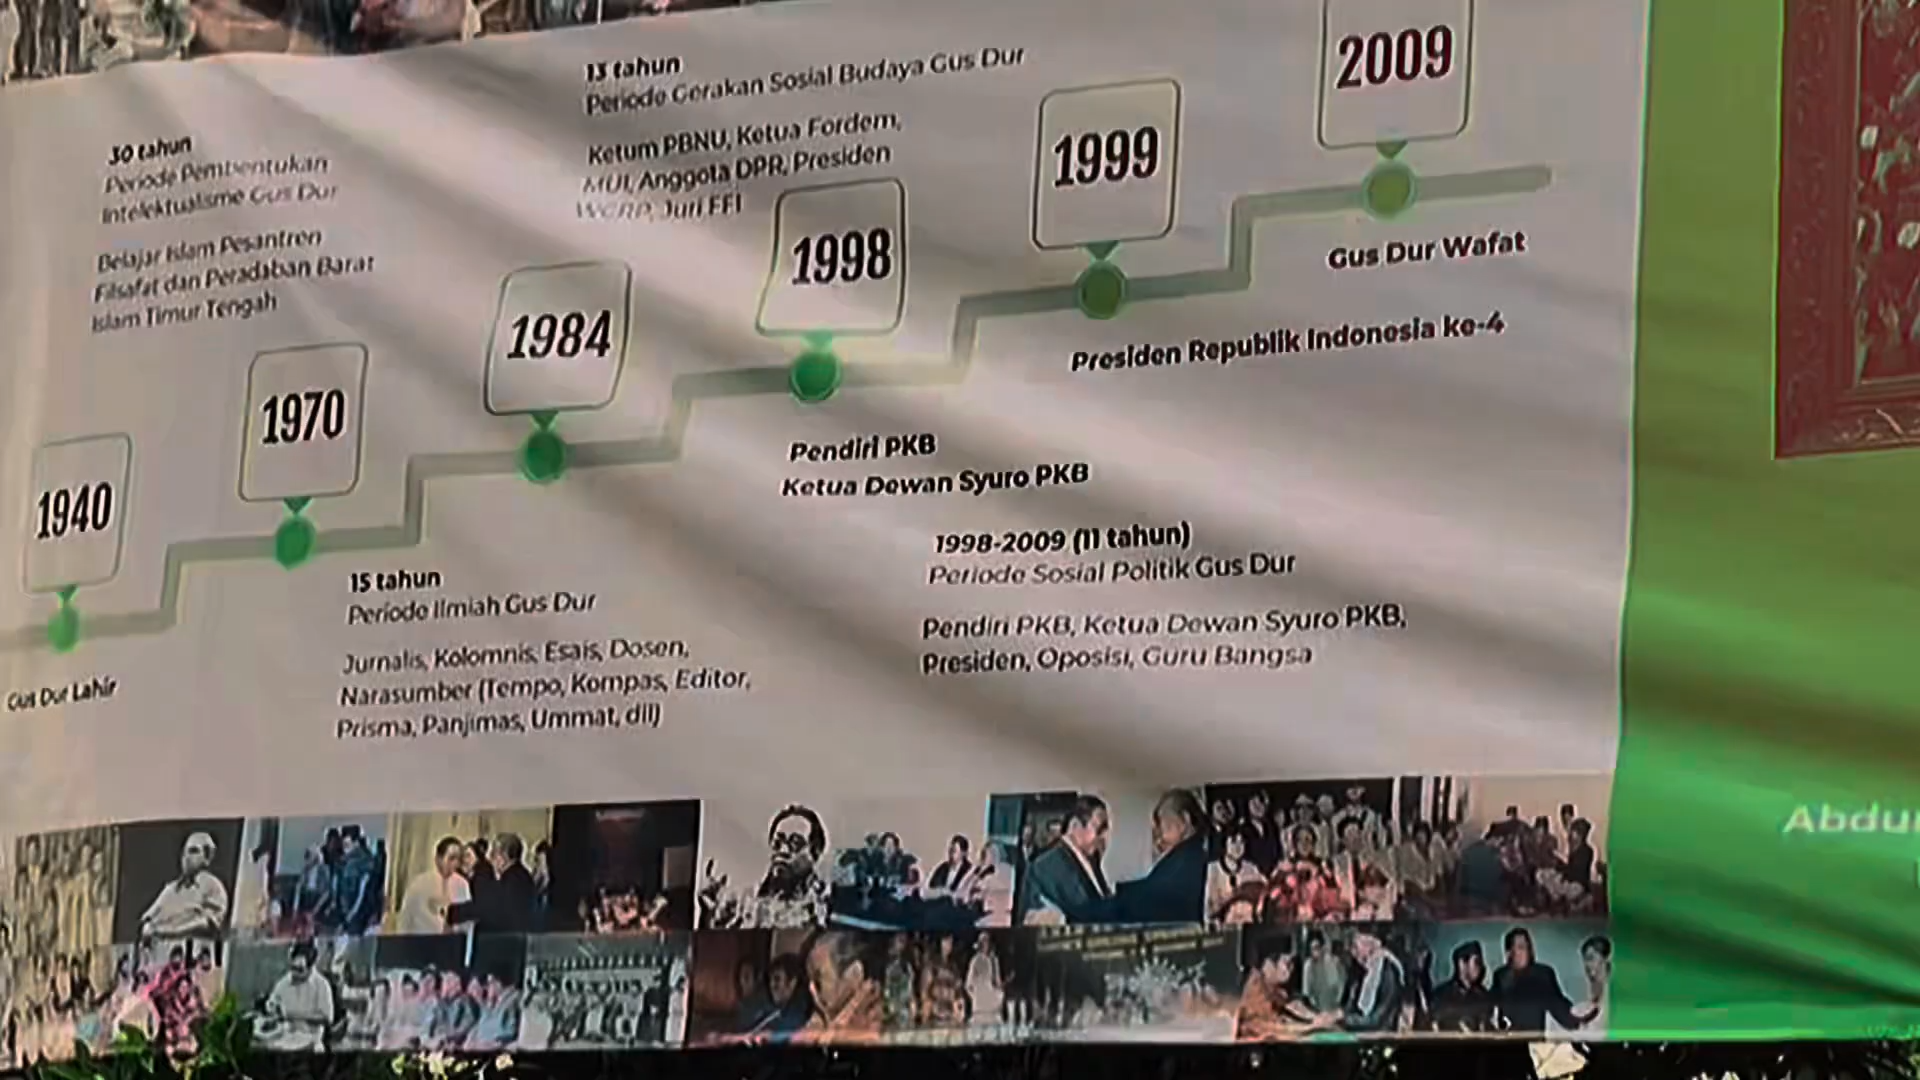 30 tahun
Periode Pembentukan
Intelektualisme Gus Dur
Belajar Islam Pesantren
Filsafat dan Peradaban Barat
Islam Timur Tengah
13 tahun
Periode Gerakan Sosial Budaya Gus Dur
Ketum PBNU, Ketua Fordem,
MUI, Anggota DPR, Presiden
WCRP, Juri FFI
1940
Gus Dur Lahir
1970
1984
1998
1999
2009
15 tahun
Periode Ilmiah Gus Dur
Jurnalis, Kolomnis, Esais, Dosen,
Narasumber (Tempo, Kompas, Editor,
Prisma, Panjimas, Ummat, dll)
Pendiri PKB
Ketua Dewan Syuro PKB
Presiden Republik Indonesia ke-4
Gus Dur Wafat
1998-2009 (11 tahun)
Periode Sosial Politik Gus Dur
Pendiri PKB, Ketua Dewan Syuro PKB,
Presiden, Oposisi, Guru Bangsa
Abdu